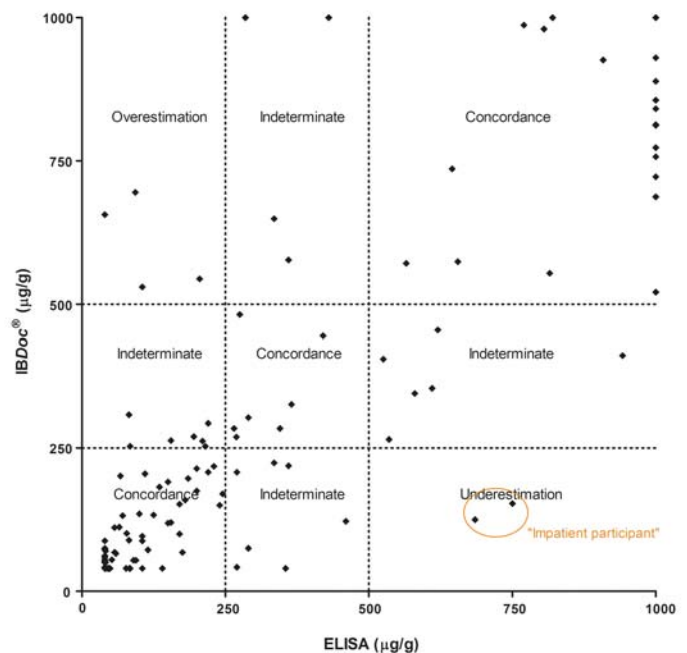 1000
Overestimation
Indeterminate
Concordance
750
IBDoc® (µg/g)
500
Indeterminate
Concordance
Indeterminate
250
Concordance
Indeterminate
Underestimation
"Impatient participant"
0
0
250
500
750
1000
ELISA (µg/g)